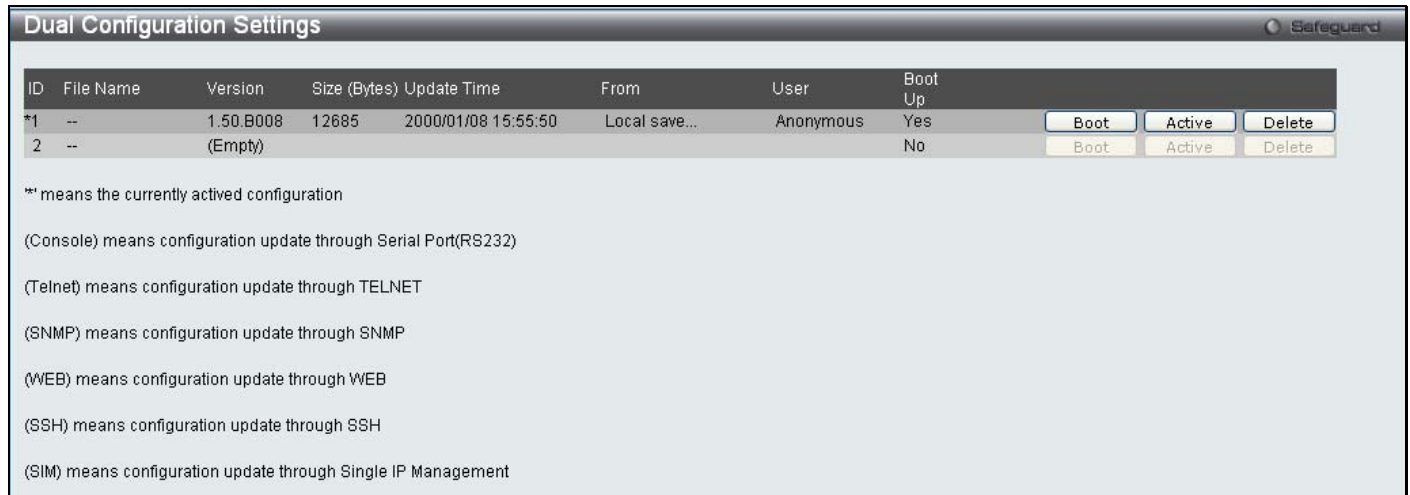 Dual Configuration Settings
Safeguard
ID File Name Version Size (Bytes) Update Time From User Boot Up
*1 -- 1.50.B008 12685 2000/01/08 15:55:50 Local save... Anonymous Yes Boot Active Delete
2 -- (Empty) No Boot Active Delete
'*' means the currently actived configuration
(Console) means configuration update through Serial Port(RS232)
(Telnet) means configuration update through TELNET
(SNMP) means configuration update through SNMP
(WEB) means configuration update through WEB
(SSH) means configuration update through SSH
(SIM) means configuration update through Single IP Management